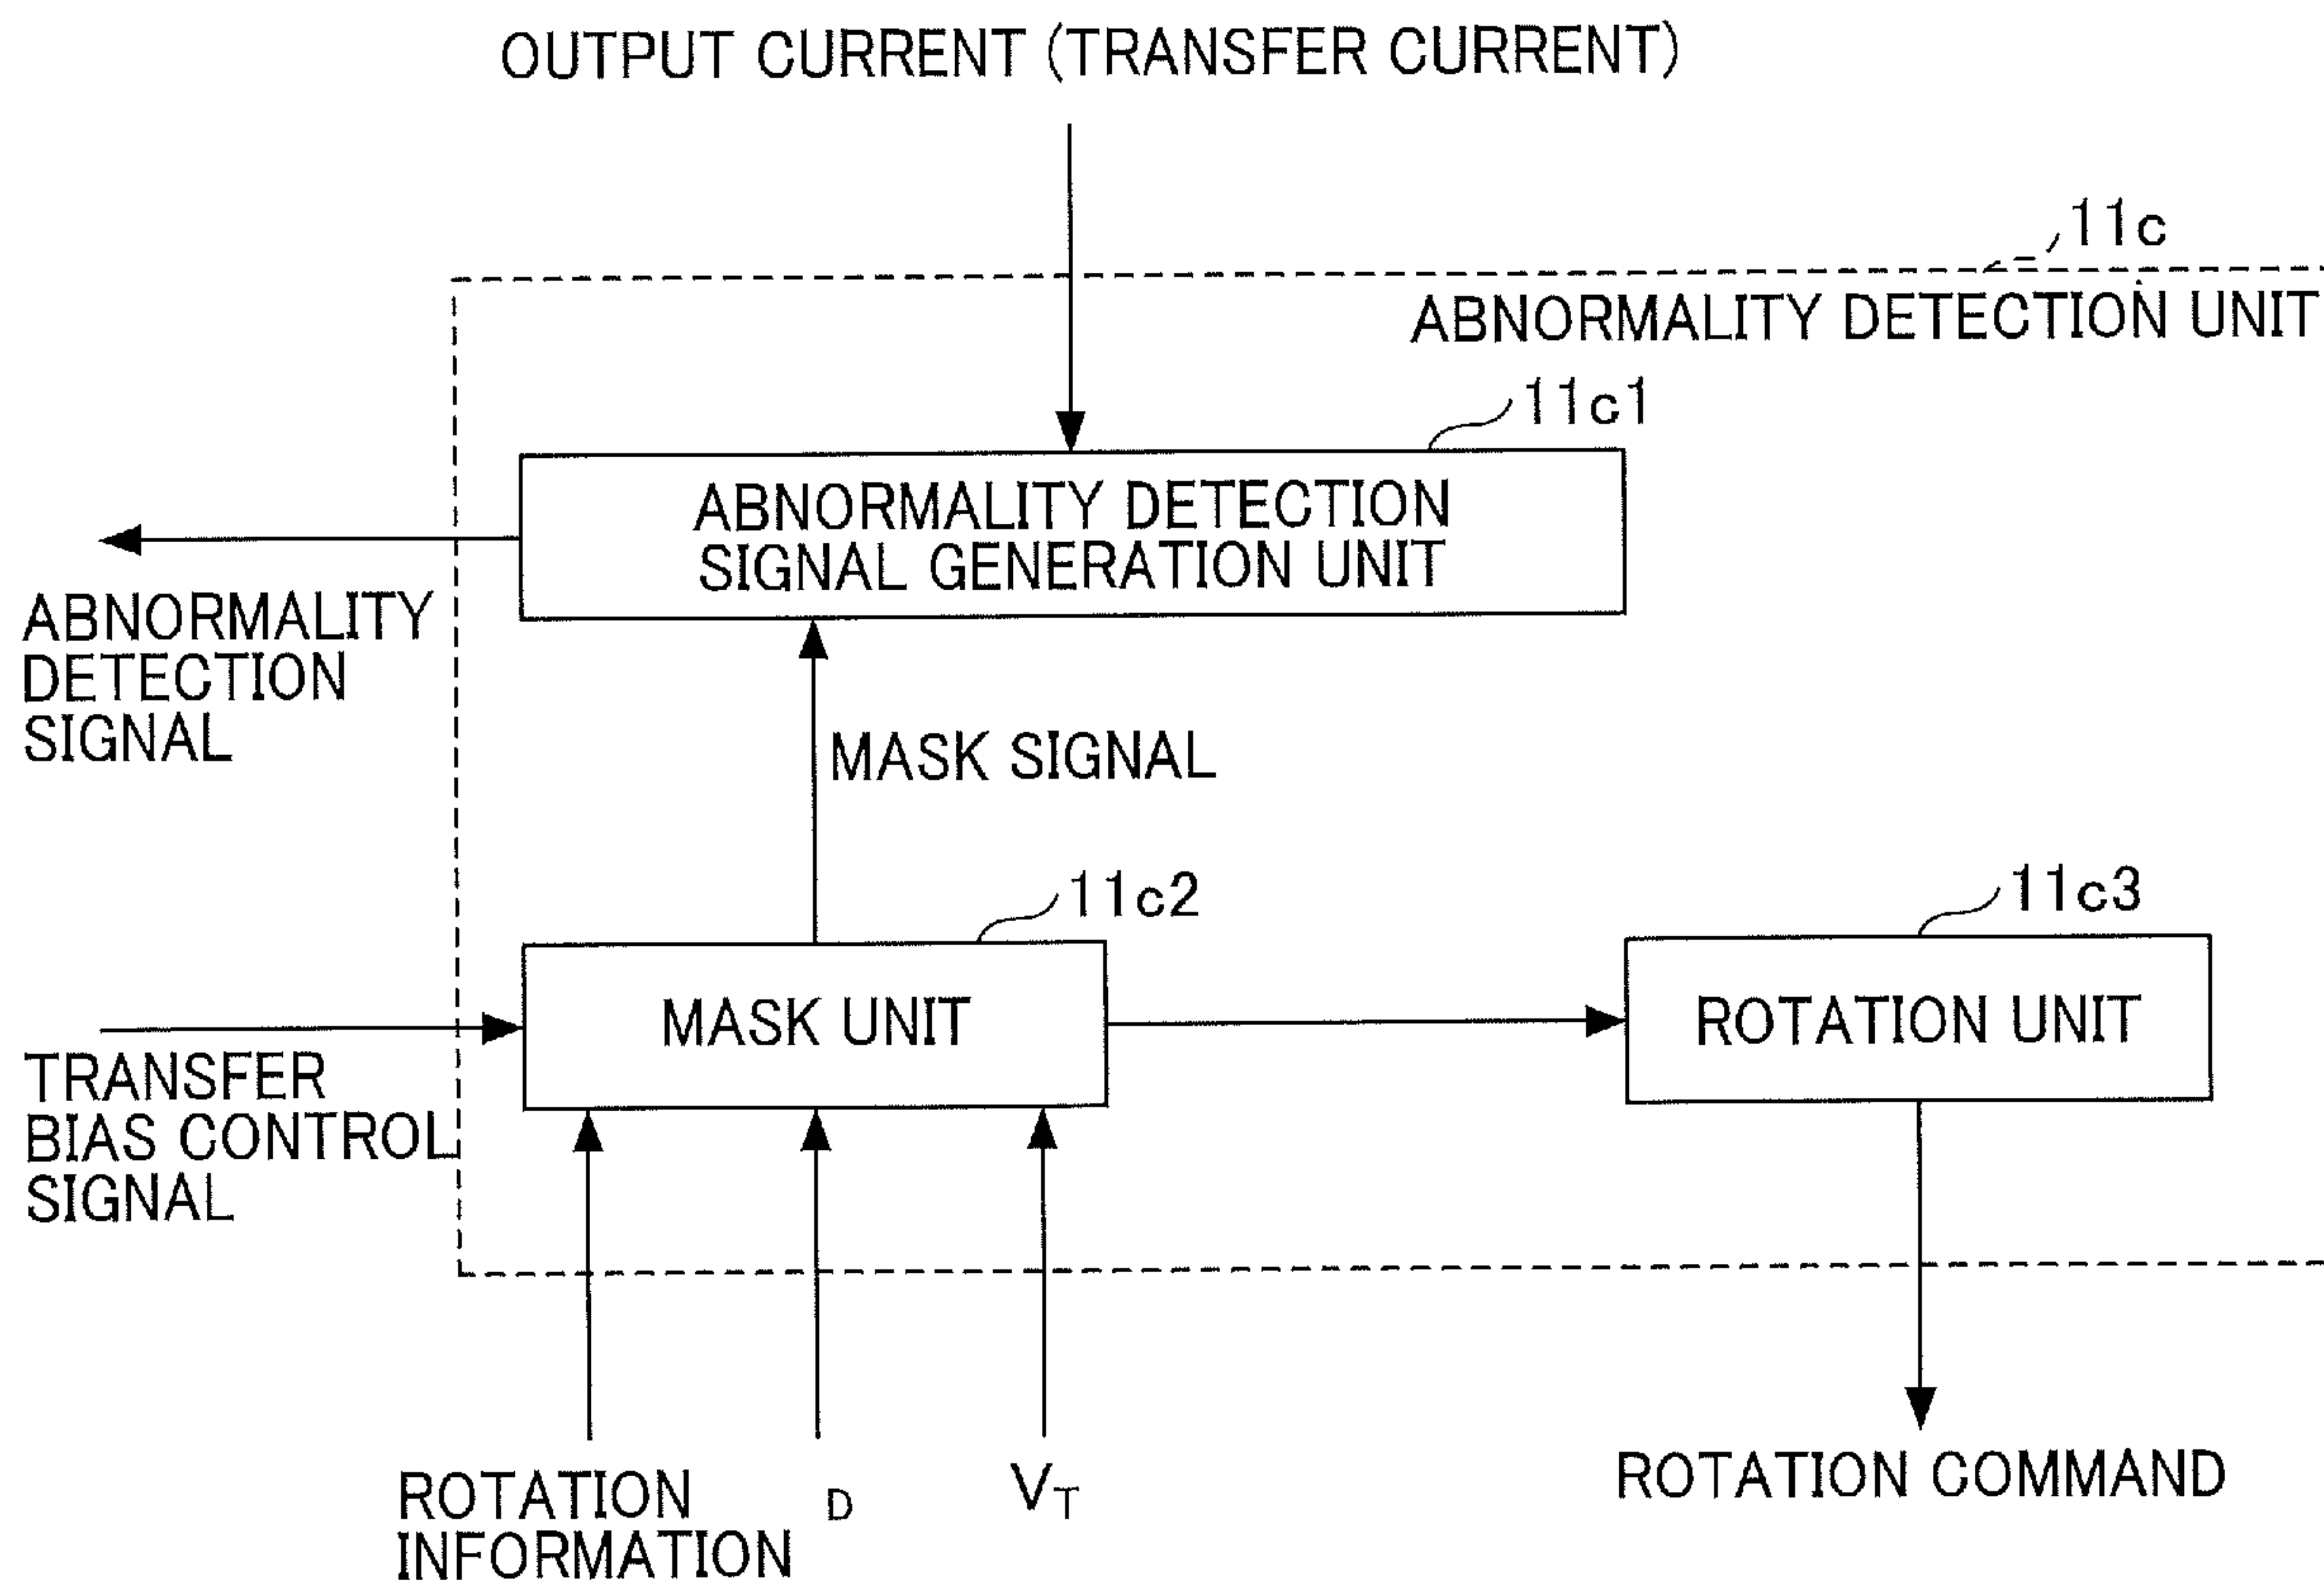 OUTPUT CURRENT (TRANSFER CURRENT)
11c
ABNORMALITY DETECTION UNIT
11c1
ABNORMALITY DETECTION
SIGNAL GENERATION UNIT
ABNORMALITY
DETECTION
SIGNAL
MASK SIGNAL
11c2
11c3
MASK UNIT
ROTATION UNIT
TRANSFER
BIAS CONTROL
SIGNAL
ROTATION
INFORMATION
D
VT
ROTATION COMMAND